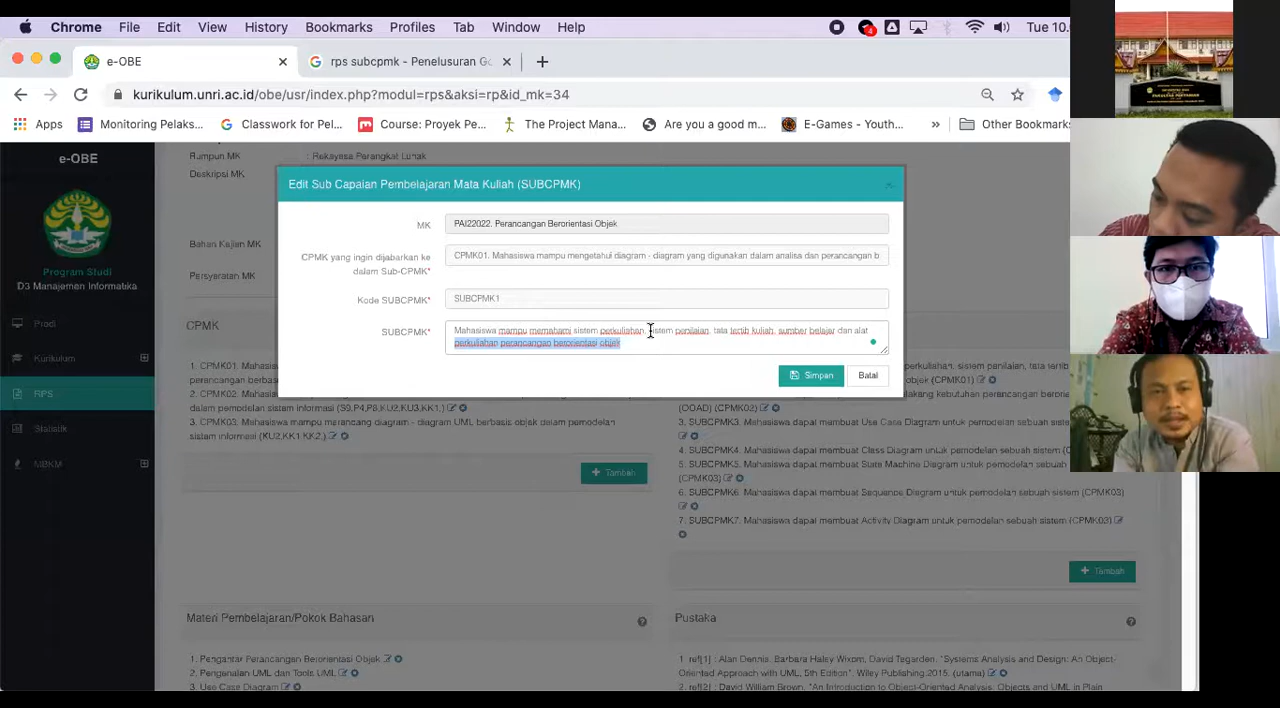 Chrome File Edit View History Bookmarks Profiles Tab Window Help 4 Tue 10.
e-OBE rps subcpmk - Penelusuran Go
kurikulum.unri.ac.id/obe/usr/index.php?modul=rps&aksi=rp&id_mk=34
Apps Monitoring Pelaks... Classwork for Pel... Course: Proyek Pe... The Project Mana... Are you a good m... E-Games - Youth... » Other Bookmarks
e-OBE
Program Studi
D3 Manajemen Informatika
Prodi
Kurikulum
RPS
Statistik
MBKM
Rumpun MK : Rekayasa Perangkat Lunak
Deskripsi MK :
Bahan Kajian MK :
Persyaratan MK :
Edit Sub Capaian Pembelajaran Mata Kuliah (SUBCPMK)
MK PAI22022. Perancangan Berorientasi Objek
CPMK yang ingin dijabarkan ke dalam Sub-CPMK*
CPMK01. Mahasiswa mampu mengetahui diagram - diagram yang digunakan dalam analisa dan perancangan b
Kode SUBCPMK* SUBCPMK1
SUBCPMK* Mahasiswa mampu memahami sistem perkuliahan, sistem penilaian, tata tertib kuliah, sumber belajar dan alat
perkuliahan perancangan berorientasi objek
Simpan Batal
CPMK
1. CPMK01. Mahas
perancangan berbas
2. CPMK02. Mahas
dalam pemodelan sistem informasi (S9,P4,P8,KU2,KU3,KK1,)
3. CPMK03. Mahasiswa mampu marancang diagram - diagram UML berbasis objek dalam pemodelan
sistem informasi (KU2,KK1 KK2,)
Tambah
perkuliahan, sistem panilaian, tata
objek (CPMK01)
takang kebutuhan perancangan berorie
(OOAD) (CPMK02)
3. SUBCPMK3. Mahasiswa dapat membuat Use Case Diagram untuk pemodelan sebuah sistem (
4. SUBCPMK4. Mahasiswa dapat membuat Class Diagram untuk pemodelan sebuah sistem (CPMK
5. SUBCPMK5. Mahasiswa dapat membuat State Machine Diagram untuk pemodelan sebuah
(CPMK03)
6. SUBCPMK6. Mahasiswa dapat membuat Sequence Diagram untuk pemodelan sebuah sistem (CPMK03)
7. SUBCPMK7. Mahasiswa dapat membuat Activity Diagram untuk pemodelan sebuah sistem (CPMK03)
Tambah
Materi Pembelajaran/Pokok Bahasan
1. Pengantar Perancangan Berorientasi Objek
2. Pengenalan UML dan Tools UML
3. Use Case Diagram
Pustaka
1. ref[1] : Alan Dennis, Barbara Haley Wixom, David Tegarden. "Systems Analysis and Design: An Object-
Oriented Approach with UML, 5th Edition". Wiley Publishing.2015. (utama)
2. ref[2] : David William Brown. "An Introduction to Object-Oriented Analysis: Objects and UML in Plain